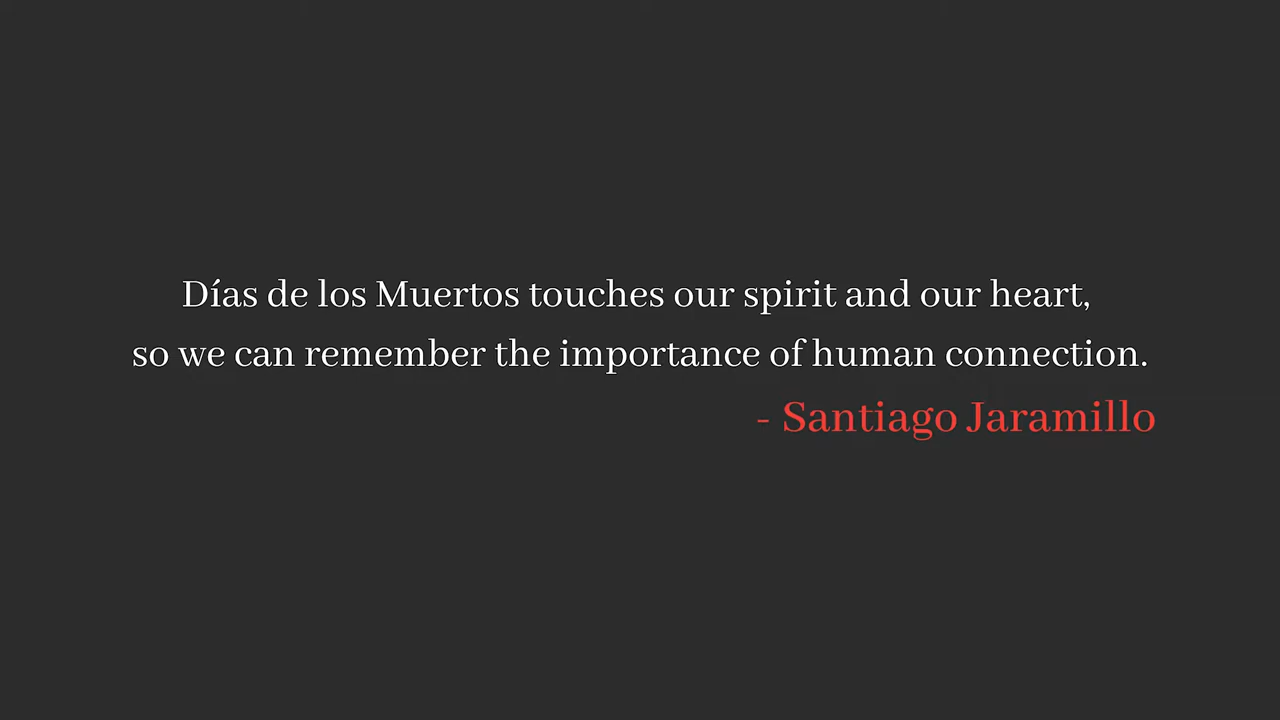 Días de los Muertos touches our spirit and our heart,
so we can remember the importance of human connection.
- Santiago Jaramillo